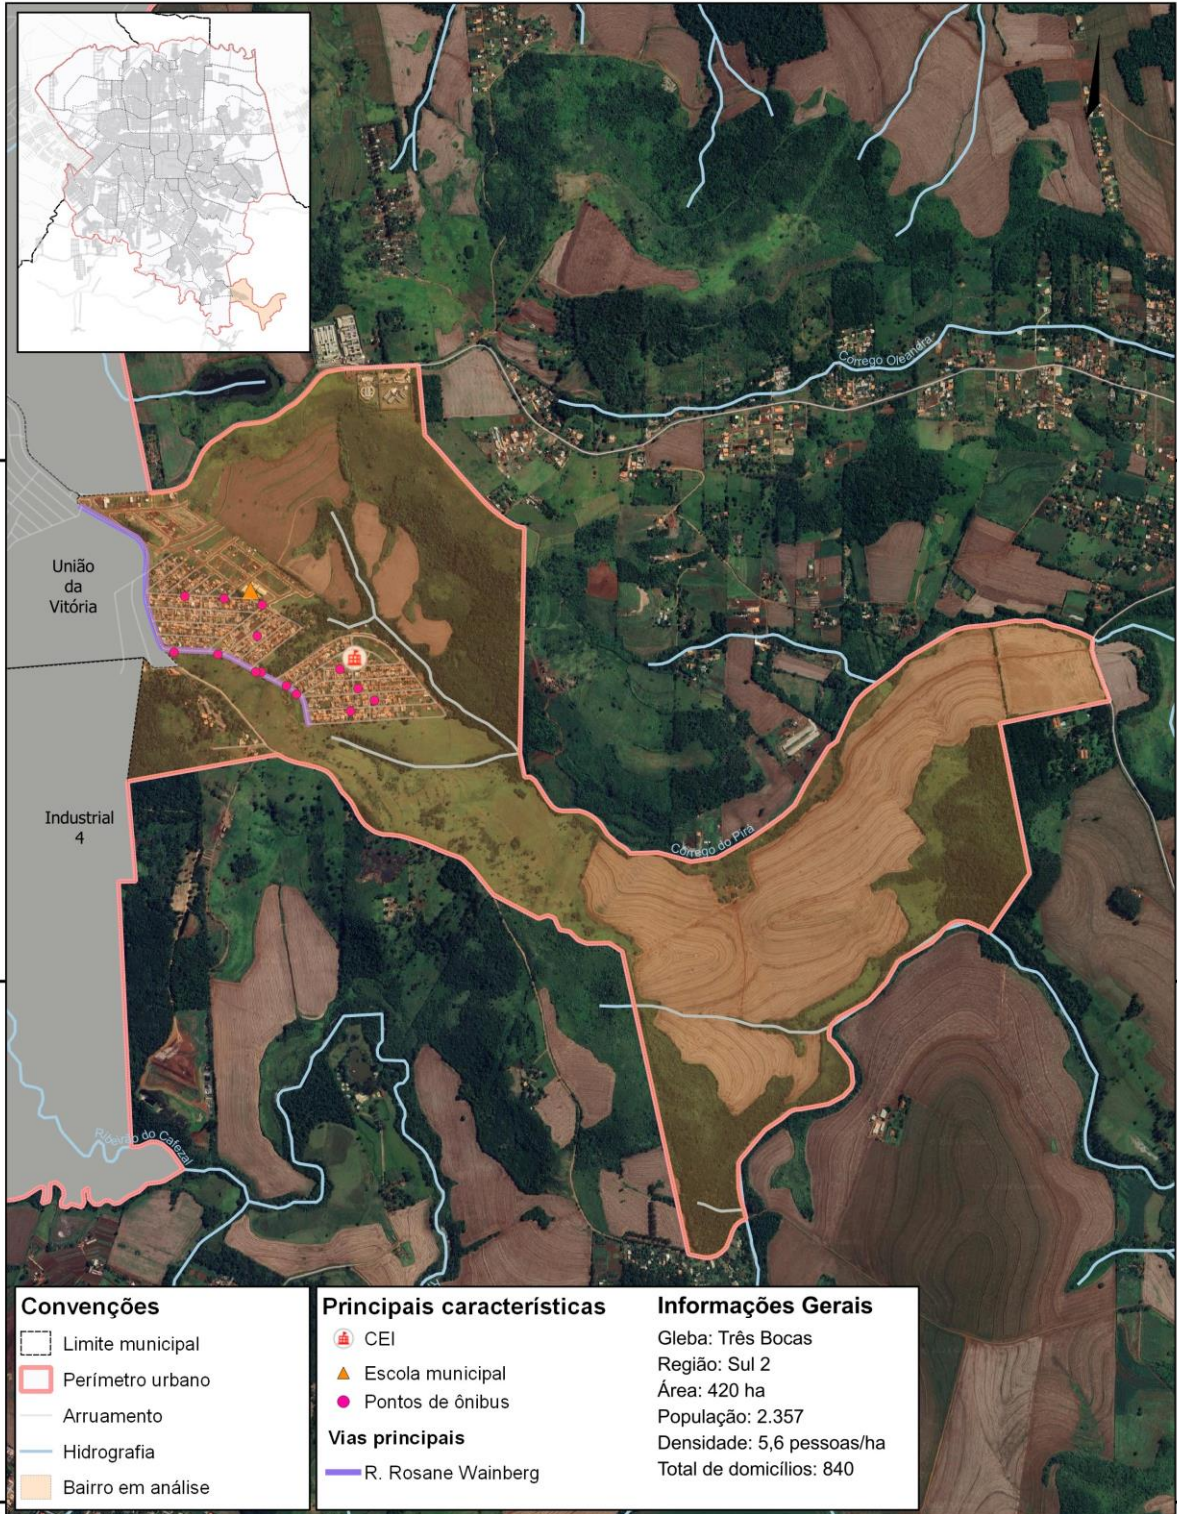 Córrego Oleandra
União
da
Vitória
Industrial
4
Córrego do Pirá
Ribeirão do Cafezal
Convenções
Limite municipal
Perímetro urbano
Arruamento
Hidrografia
Bairro em análise
Principais características
CEI
Escola municipal
Pontos de ônibus
Vias principais
R. Rosane Wainberg
Informações Gerais
Gleba: Três Bocas
Região: Sul 2
Área: 420 ha
População: 2.357
Densidade: 5,6 pessoas/ha
Total de domicílios: 840